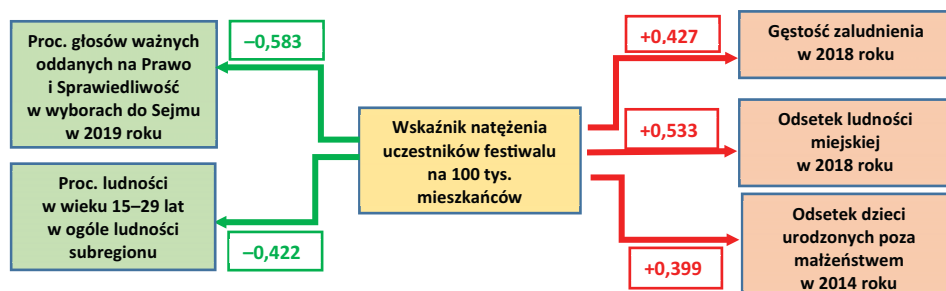 Proc. głosów ważnych
oddanych na Prawo
i Sprawiedliwość
w wyborach do Sejmu
w 2019 roku
−0,583
Proc. ludności
w wieku 15–29 lat
w ogóle ludności
subregionu
−0,422
Wskaźnik natężenia
uczestników festiwalu
na 100 tys.
mieszkańców
+0,427
Gęstość zaludnienia
w 2018 roku
+0,533
Odsetek ludności
miejskiej
w 2018 roku
+0,399
Odsetek dzieci
urodzonych poza
małżeństwem
w 2014 roku